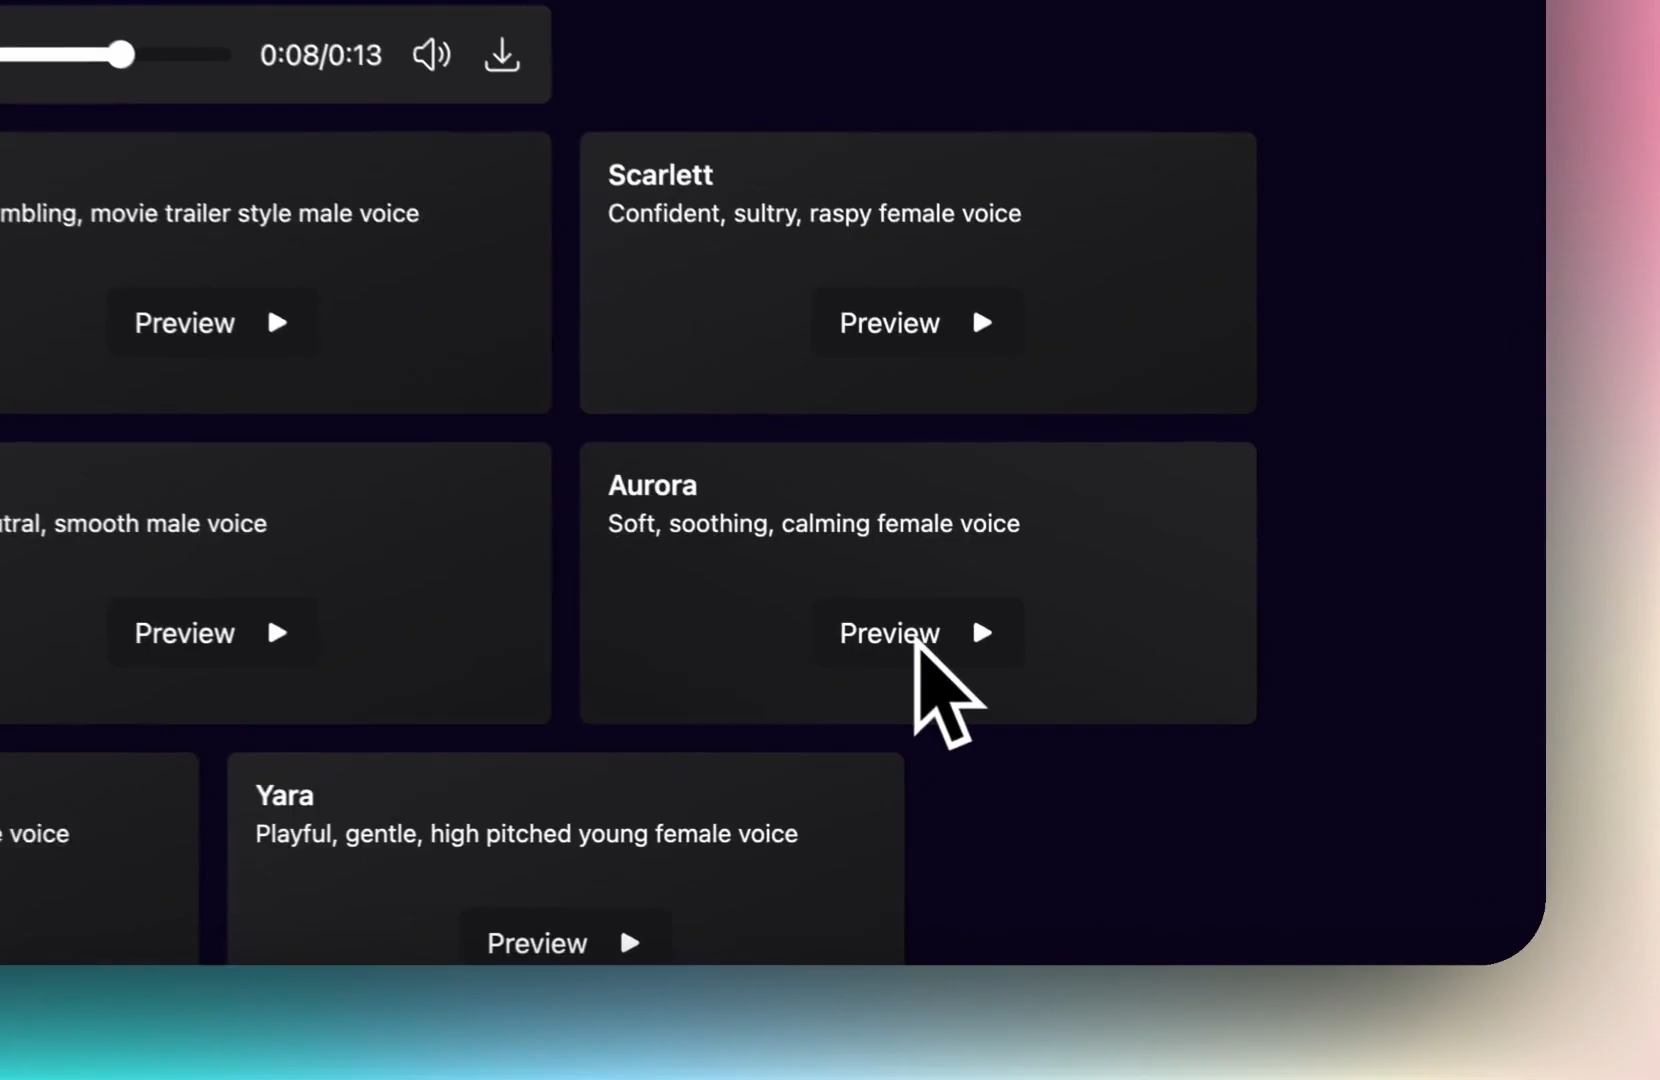 0:08/0:13
movie trailer style male voice
Preview
Scarlett
Confident, sultry, raspy female voice
Preview
smooth male voice
Preview
Aurora
Soft, soothing, calming female voice
Preview
voice
Yara
Playful, gentle, high pitched young female voice
Preview